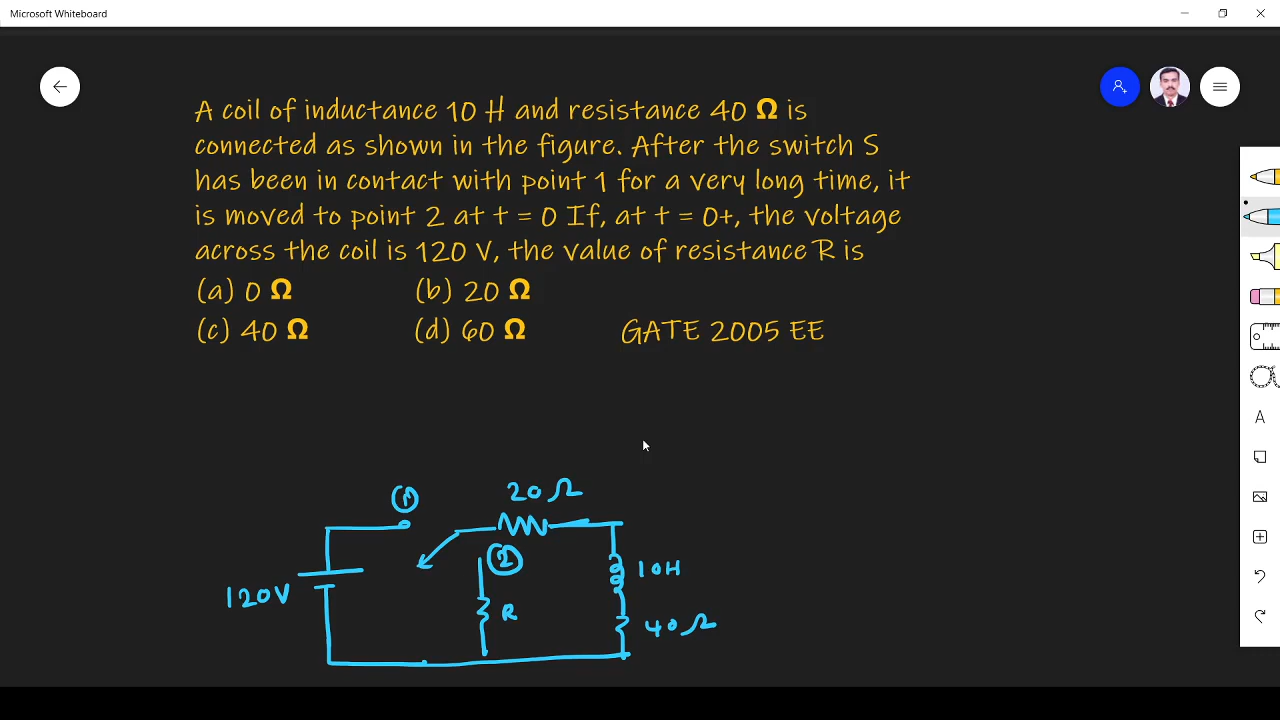 Microsoft Whiteboard
A coil of inductance 10 H and resistance 40 Ω is
connected as shown in the figure. After the switch S
has been in contact with point 1 for a very long time, it
is moved to point 2 at t = 0 If, at t = 0+, the voltage
across the coil is 120 V, the value of resistance R is
(a) 0 Ω (b) 20 Ω
(c) 40 Ω (d) 60 Ω GATE 2005 EE
A
1
20 Ω
2
10H
120V
R
40 Ω